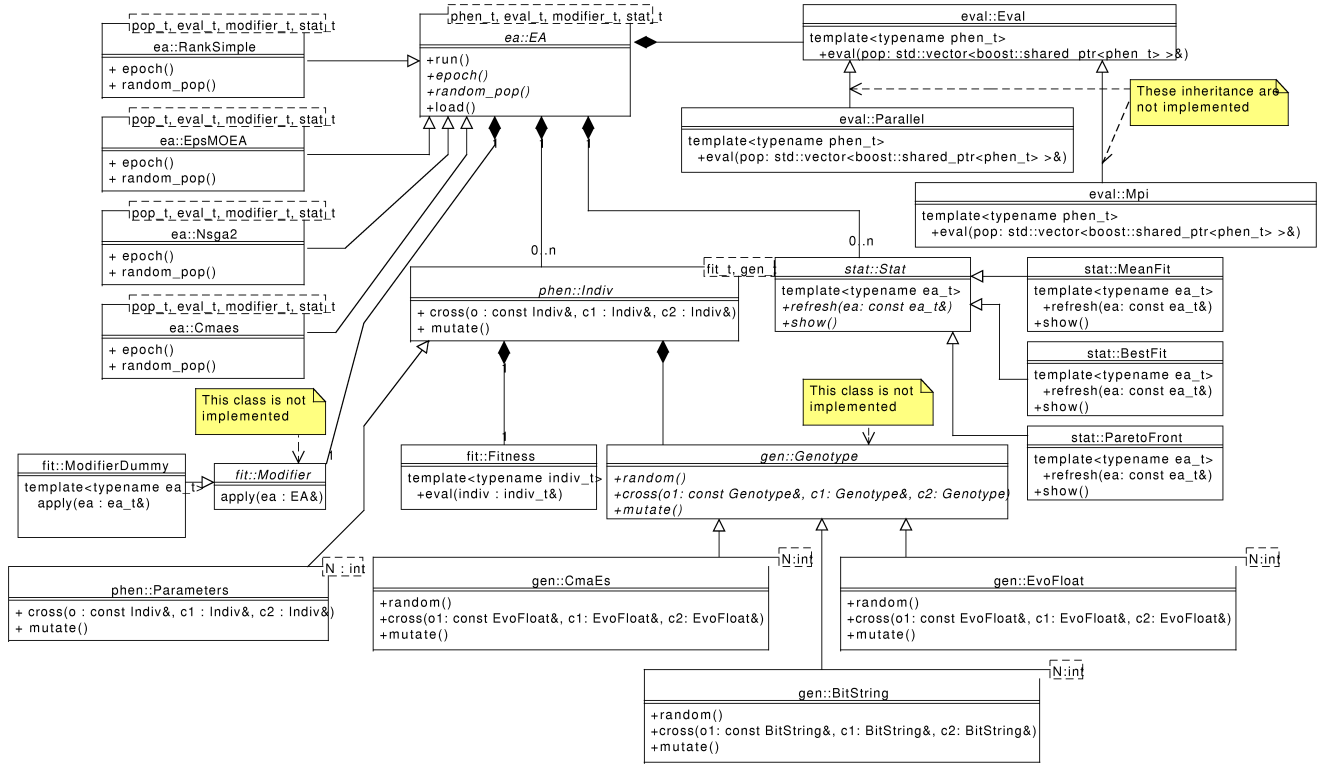 pop_t, eval_t, modifier_t, stat_t
ea::RankSimple
+ epoch()
+ random_pop()
phen_t, eval_t, modifier_t, stat_t
ea::EA
+run()
+epoch()
+random_pop()
+load()
eval::Eval
template<typename phen_t>
+eval(pop: std::vector<boost::shared_ptr<phen_t> >&)
These inheritance are
not implemented
eval::Parallel
template<typename phen_t>
+eval(pop: std::vector<boost::shared_ptr<phen_t> >&)
eval::Mpi
template<typename phen_t>
+eval(pop: std::vector<boost::shared_ptr<phen_t> >&)
pop_t, eval_t, modifier_t, stat_t
ea::EpsMOEA
+ epoch()
+ random_pop()
1
1
1
pop_t, eval_t, modifier_t, stat_t
ea::Nsga2
+ epoch()
+ random_pop()
0..n
0..n
pop_t, eval_t, modifier_t, stat_t
ea::Cmaes
+ epoch()
+ random_pop()
fit_t, gen_t
phen::Indiv
+ cross(o : const Indiv&, c1 : Indiv&, c2 : Indiv&)
+ mutate()
stat::Stat
template<typename ea_t>
+refresh(ea: const ea_t&)
+show()
stat::MeanFit
template<typename ea_t>
+refresh(ea: const ea_t&)
+show()
stat::BestFit
template<typename ea_t>
+refresh(ea: const ea_t&)
+show()
stat::ParetoFront
template<typename ea_t>
+refresh(ea: const ea_t&)
+show()
1
This class is not
implemented
This class is not
implemented
1
1
fit::ModifierDummy
template<typename ea_t>
apply(ea : ea_t&)
fit::Modifier
apply(ea : EA&)
fit::Fitness
template<typename indiv_t>
+eval(indiv : indiv_t&)
gen::Genotype
+random()
+cross(o1: const Genotype&, c1: Genotype&, c2: Genotype)
+mutate()
N : int
phen::Parameters
+ cross(o : const Indiv&, c1 : Indiv&, c2 : Indiv&)
+ mutate()
N:int
gen::CmaEs
+random()
+cross(o1: const EvoFloat&, c1: EvoFloat&, c2: EvoFloat&)
+mutate()
N:int
gen::EvoFloat
+random()
+cross(o1: const EvoFloat&, c1: EvoFloat&, c2: EvoFloat&)
+mutate()
N:int
gen::BitString
+random()
+cross(o1: const BitString&, c1: BitString&, c2: BitString&)
+mutate()